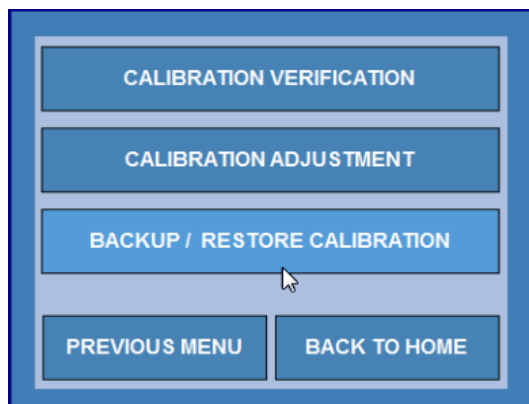 CALIBRATION VERIFICATION
CALIBRATION ADJUSTMENT
BACKUP / RESTORE CALIBRATION
PREVIOUS MENU
BACK TO HOME